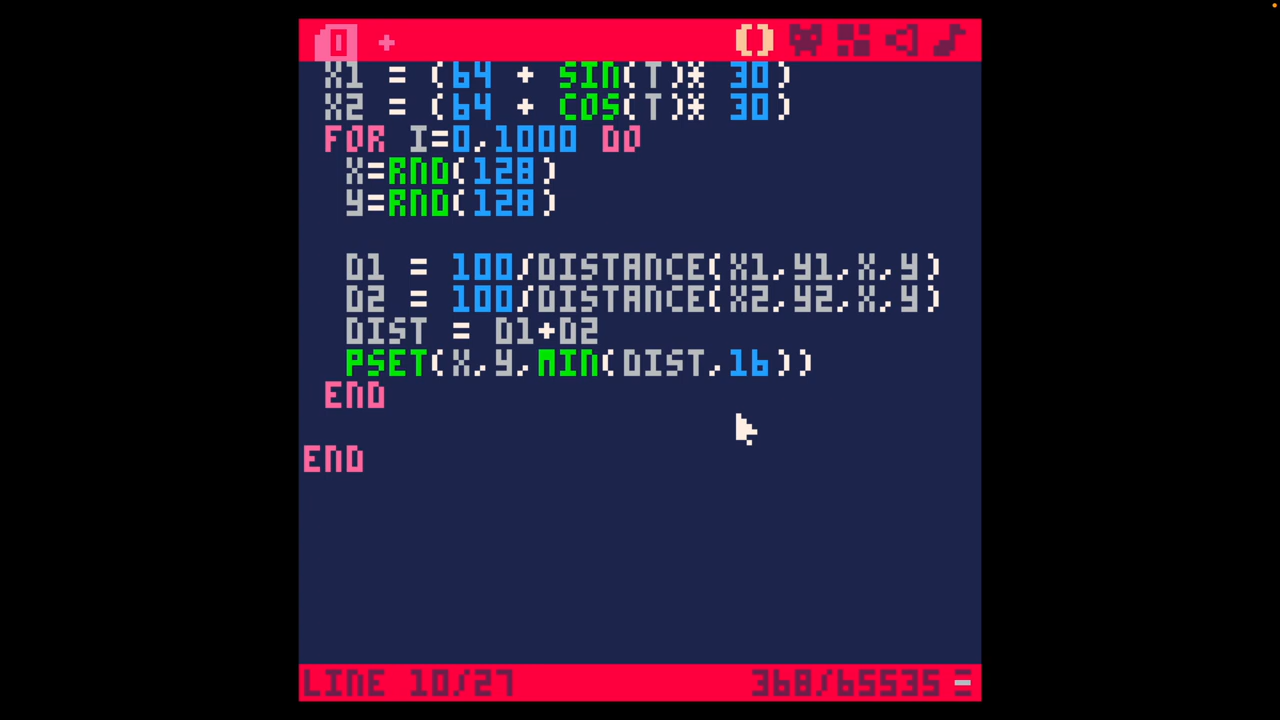 0 +
X1 = (64 + SIN(T)* 30)
X2 = (64 + COS(T)* 30)
FOR I=0,1000 DO
X=RND(128)
Y=RND(128)
D1 = 100/DISTANCE(X1,Y1,X,Y)
D2 = 100/DISTANCE(X2,Y2,X,Y)
DIST = D1+D2
PSET(X,Y,MIN(DIST,16))
END
END
LINE 10/27 368/65535